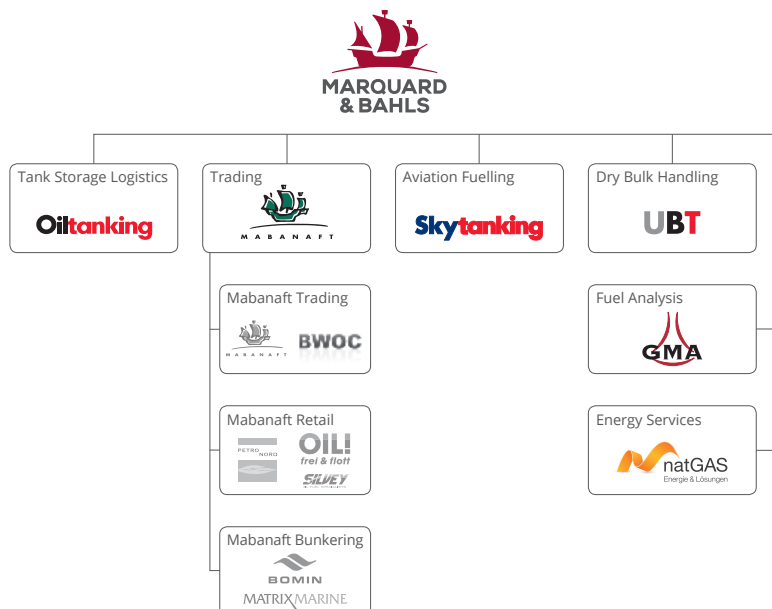 MARQUARD
& BAHLS
Tank Storage Logistics
Oiltanking
Trading
MABANAFT
Aviation Fuelling
Skytanking
Dry Bulk Handling
UBT
Mabanaft Trading
MABANAFT
BWOC
Fuel Analysis
GMA
Mabanaft Retail
PETRO
NORD
OIL!
frei & flott
SILVEY
Energy Services
natGAS
Energie & Lösungen
Mabanaft Bunkering
BOMIN
MATRIX MARINE